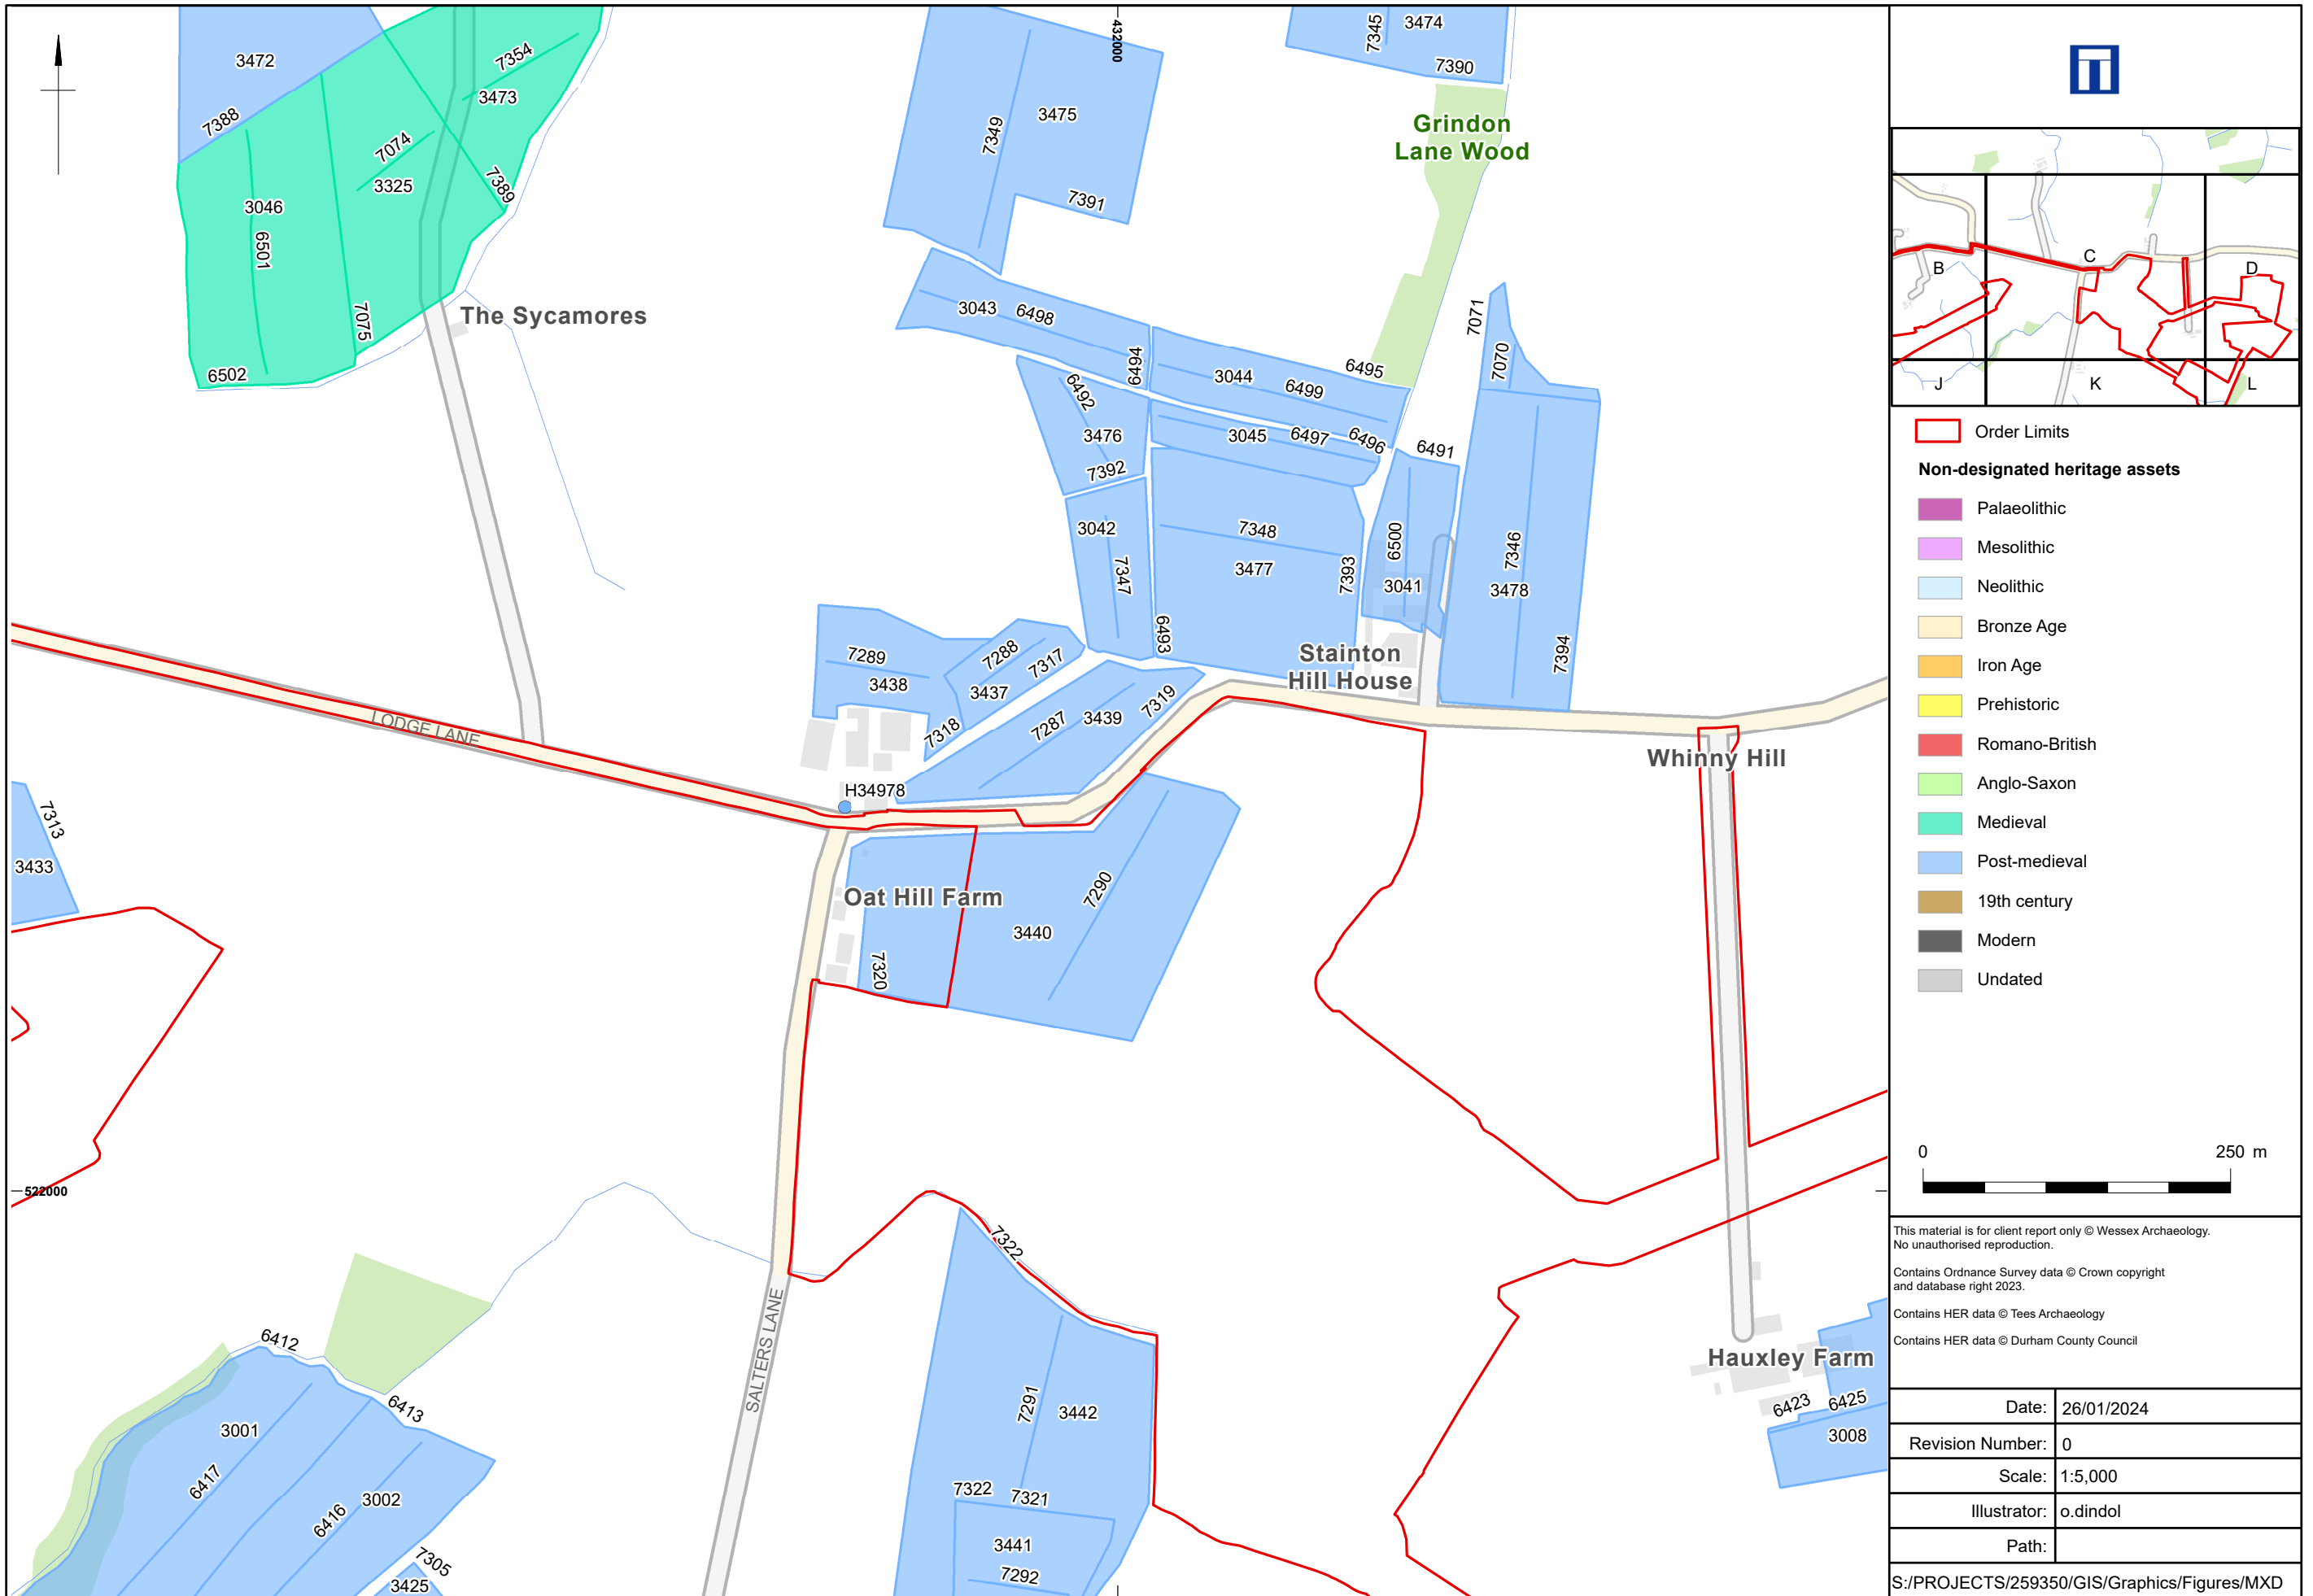 432000
7345
3474
7390
3472
7354
3473
7388
7074
3325
7389
3046
6501
7075
6502
The Sycamores
7349
3475
7391
Grindon
Lane Wood
3043
6498
6494
3044
6499
6495
6492
3476
7392
3045
6497
6496
6491
7071
7070
3042
7347
6493
7348
3477
7393
6500
3041
7346
3478
7394
Stainton
Hill House
7289
3438
7288
7317
3437
7318
7287
3439
7319
LODGE LANE
H34978
Whinny Hill
7313
3433
Oat Hill Farm
7290
3440
7320
522000
7322
SALTERS LANE
6412
6413
3001
6417
6416
3002
7305
3425
7291
3442
7322
7321
3441
7292
Hauxley Farm
6423
6425
3008
B
C
D
J
K
L
Order Limits
Non-designated heritage assets
Palaeolithic
Mesolithic
Neolithic
Bronze Age
Iron Age
Prehistoric
Romano-British
Anglo-Saxon
Medieval
Post-medieval
19th century
Modern
Undated
0 250 m
This material is for client report only © Wessex Archaeology.
No unauthorised reproduction.
Contains Ordnance Survey data © Crown copyright
and database right 2023.
Contains HER data © Tees Archaeology
Contains HER data © Durham County Council
Date: 26/01/2024
Revision Number: 0
Scale: 1:5,000
Illustrator: o.dindol
Path:
S:/PROJECTS/259350/GIS/Graphics/Figures/MXD